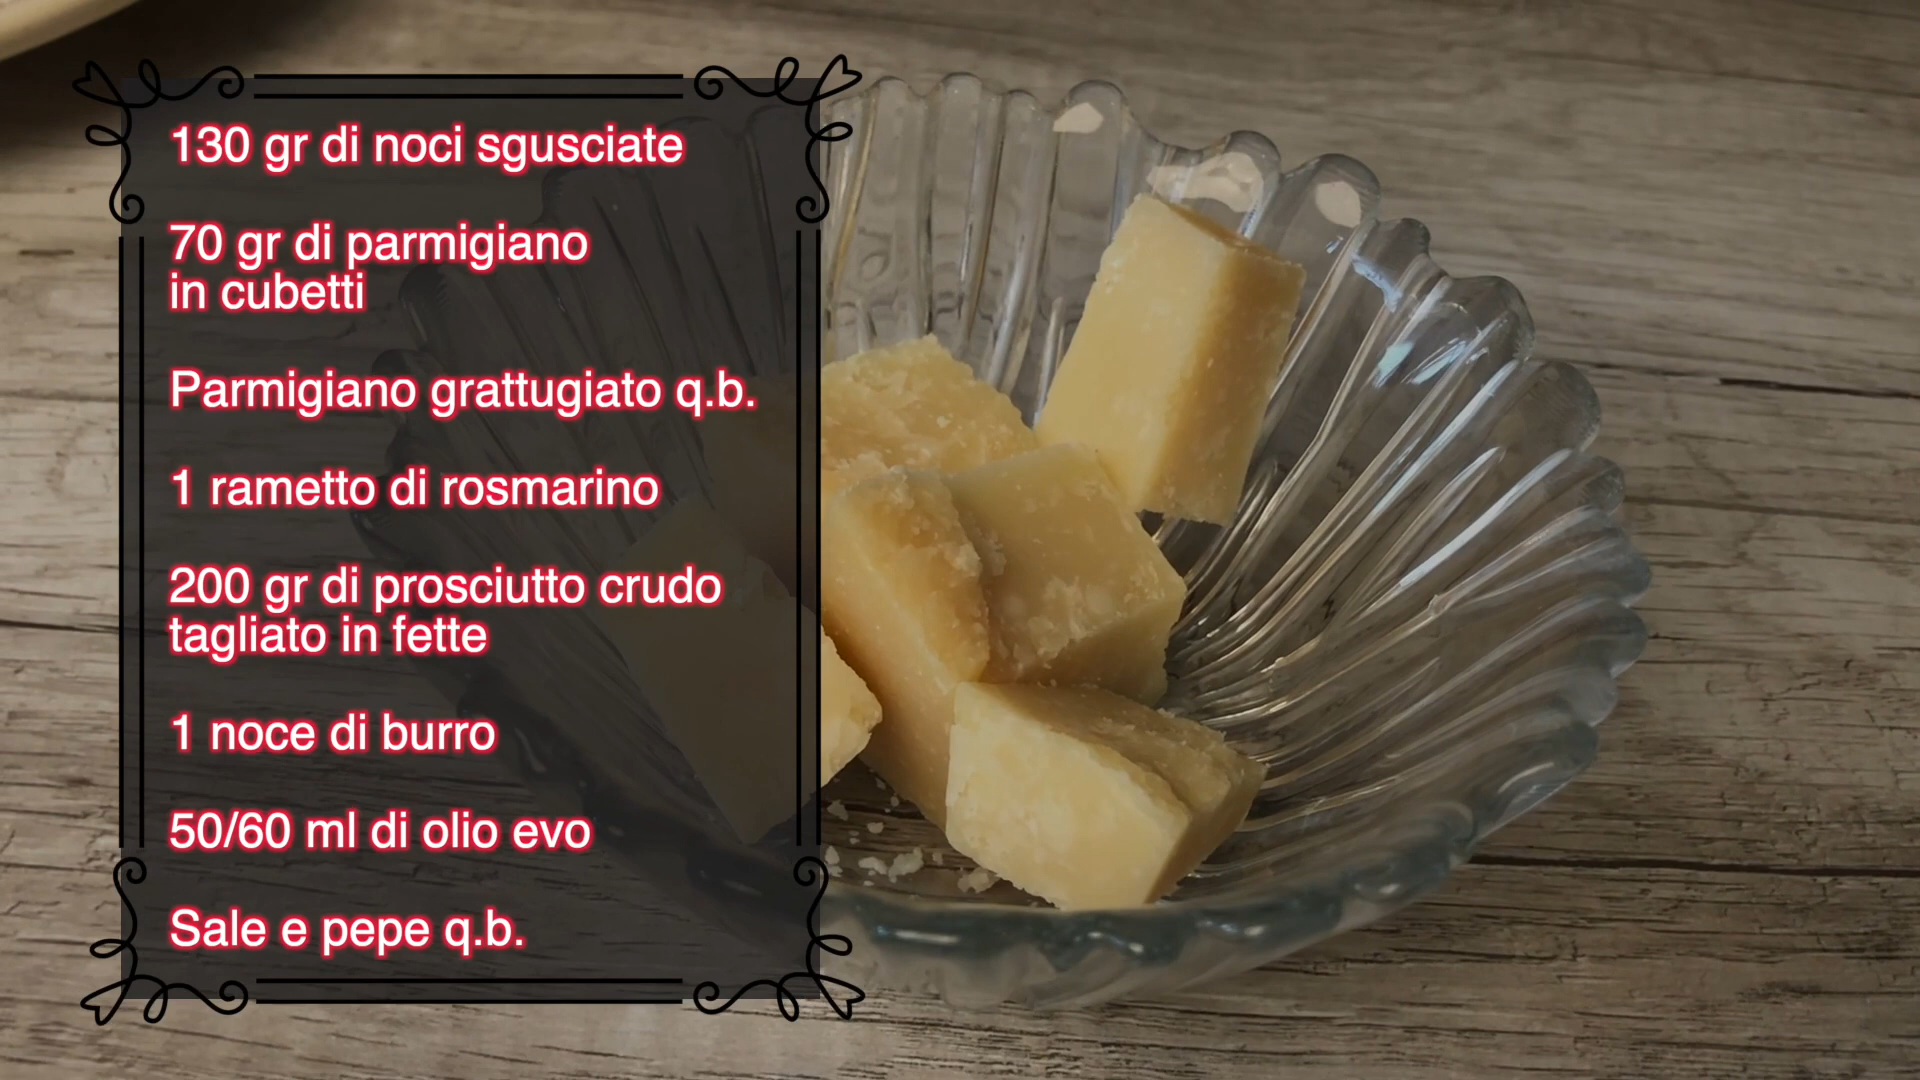 130 gr di noci sgusciate
70 gr di parmigiano
in cubetti
Parmigiano grattugiato q.b.
1 rametto di rosmarino
200 gr di prosciutto crudo
tagliato in fette
1 noce di burro
50/60 ml di olio evo
Sale e pepe q.b.